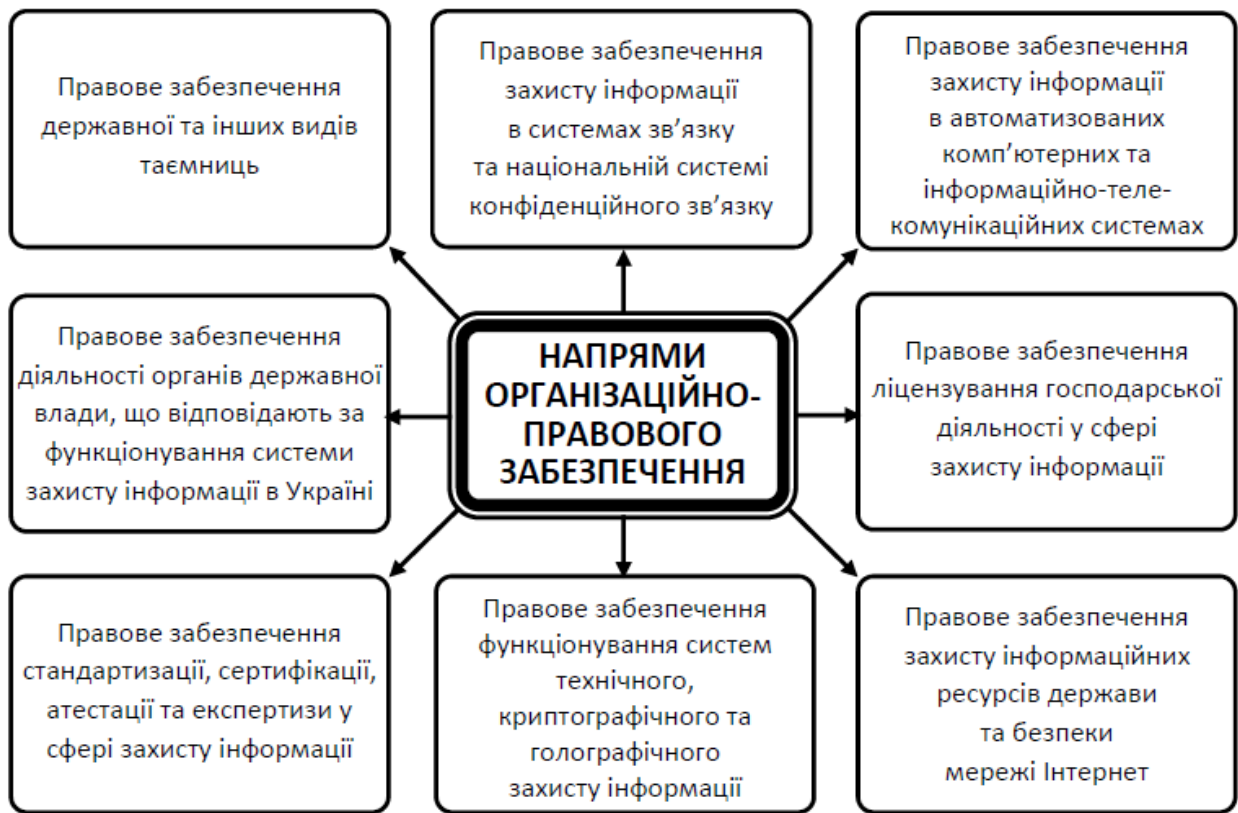 Правове забезпечення
державної та інших видів
таємниць
Правове забезпечення
захисту інформації
в системах зв’язку
та національній системі
конфіденційного зв’язку
Правове забезпечення
захисту інформації
в автоматизованих
комп’ютерних та
інформаційно-теле-
комунікаційних системах
Правове забезпечення
діяльності органів державної
влади, що відповідають за
функціонування системи
захисту інформації в Україні
НАПРЯМИ
ОРГАНІЗАЦІЙНО-
ПРАВОВОГО
ЗАБЕЗПЕЧЕННЯ
Правове забезпечення
ліцензування господарської
діяльності у сфері
захисту інформації
Правове забезпечення
стандартизації, сертифікації,
атестації та експертизи у
сфері захисту інформації
Правове забезпечення
функціонування систем
технічного,
криптографічного та
голографічного
захисту інформації
Правове забезпечення
захисту інформаційних
ресурсів держави
та безпеки
мережі Інтернет